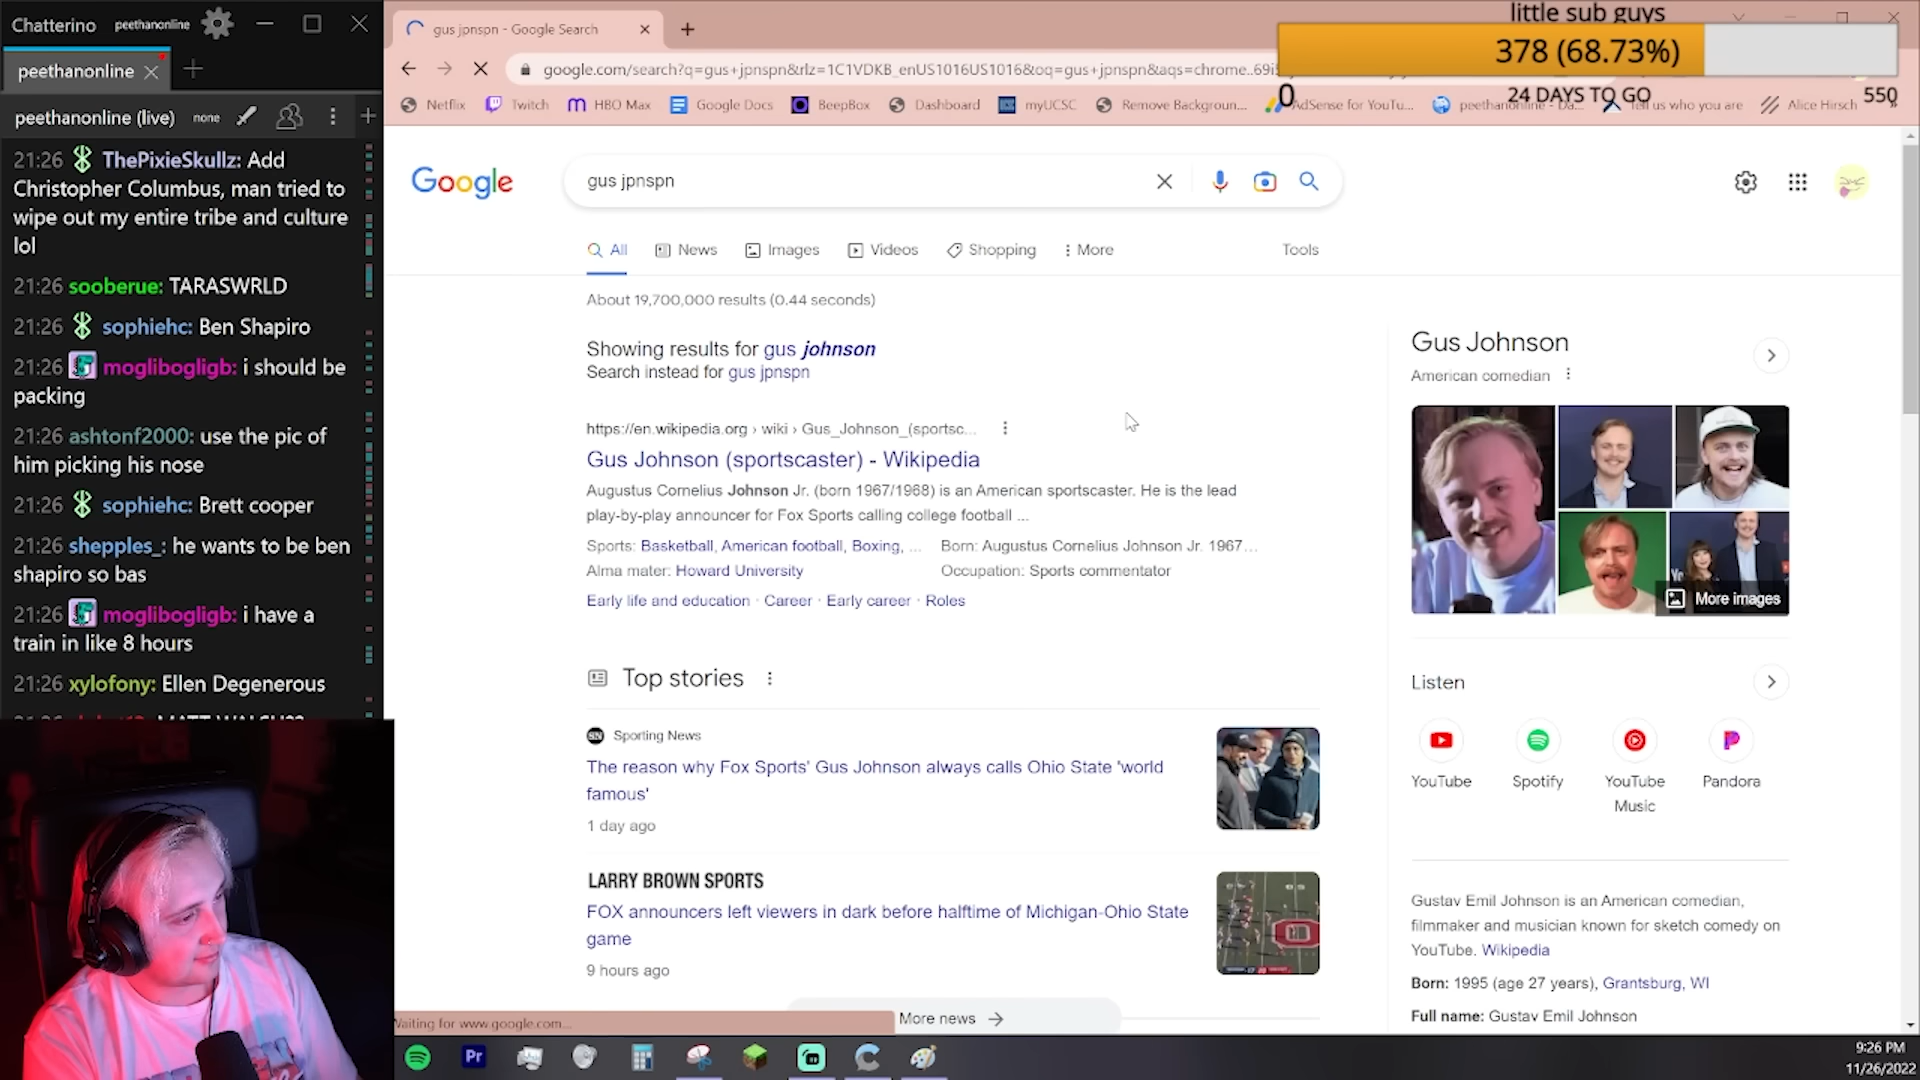 Chatterino
peethanonline
peethanonline
peethanonline (live)
none
21:26 ThePixieSkullz: Add
Christopher Columbus, man tried to
wipe out my entire tribe and culture
lol
21:26 sooberue: TARASWRLD
21:26 sophiehc: Ben Shapiro
21:26 moglibogligb: i should be
packing
21:26 ashtonf2000: use the pic of
him picking his nose
21:26 sophiehc: Brett cooper
21:26 shepples_: he wants to be ben
shapiro so bas
21:26 moglibogligb: i have a
train in like 8 hours
21:26 xylofony: Ellen Degenerous
gus jpnspn - Google Search
google.com/search?q=gus+jpnspn&rlz=1C1VDKB_enUS1016US1016&oq=gus+jpnspn&aqs=chrome..69i
little sub guys
378 (68.73%)
0
24 DAYS TO GO
550
Netflix
Twitch
HBO Max
Google Docs
BeepBox
Dashboard
myUCSC
Remove Backgroun...
AdSense for YouTu...
peethanonline - Da...
Tell us who you are
Alice Hirsch
Google
gus jpnspn
All
News
Images
Videos
Shopping
More
Tools
About 19,700,000 results (0.44 seconds)
Showing results for gus johnson
Search instead for gus jpnspn
https://en.wikipedia.org › wiki › Gus_Johnson_(sportsc...
Gus Johnson (sportscaster) - Wikipedia
Augustus Cornelius Johnson Jr. (born 1967/1968) is an American sportscaster. He is the lead
play-by-play announcer for Fox Sports calling college football ...
Sports: Basketball, American football, Boxing, ...
Born: Augustus Cornelius Johnson Jr. 1967...
Alma mater: Howard University
Occupation: Sports commentator
Early life and education · Career · Early career · Roles
Top stories
SN Sporting News
The reason why Fox Sports' Gus Johnson always calls Ohio State 'world
famous'
1 day ago
LARRY BROWN SPORTS
FOX announcers left viewers in dark before halftime of Michigan-Ohio State
game
9 hours ago
More news
Waiting for www.google.com...
Gus Johnson
American comedian
More images
Listen
YouTube
Spotify
YouTube
Music
Pandora
Gustav Emil Johnson is an American comedian,
filmmaker and musician known for sketch comedy on
YouTube. Wikipedia
Born: 1995 (age 27 years), Grantsburg, WI
Full name: Gustav Emil Johnson
Pr
9:26 PM
11/26/2022